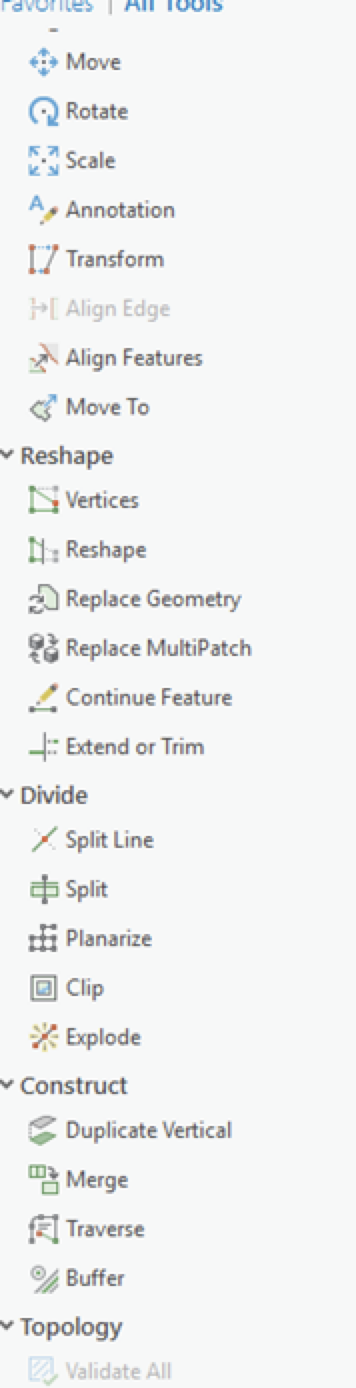 Favorites | All Tools
Move
Rotate
Scale
Annotation
Transform
Align Edge
Align Features
Move To
Reshape
Vertices
Reshape
Replace Geometry
Replace MultiPatch
Continue Feature
Extend or Trim
Divide
Split Line
Split
Planarize
Clip
Explode
Construct
Duplicate Vertical
Merge
Traverse
Buffer
Topology
Validate All